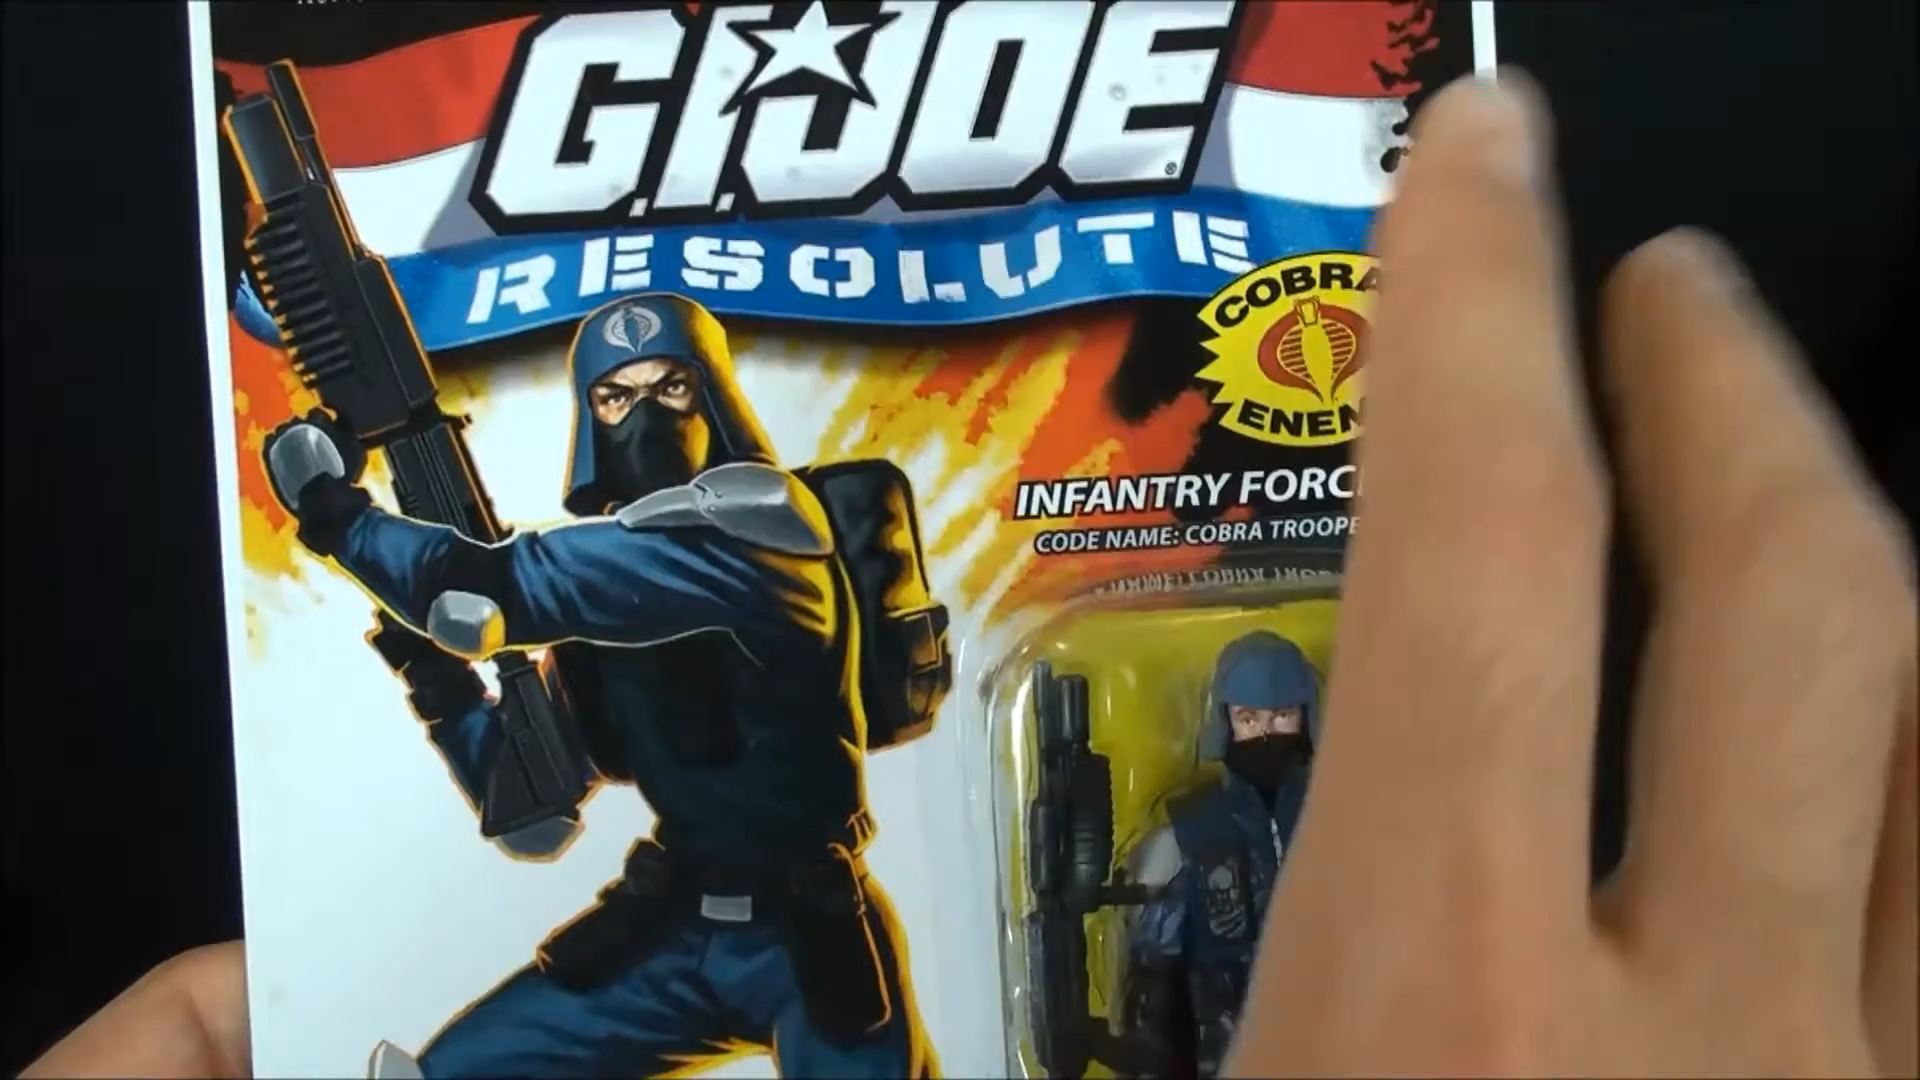 G.I.JOE
®
RESOLUTE
COBRA
ENEM
INFANTRY FORC
CODE NAME: COBRA TROOPE